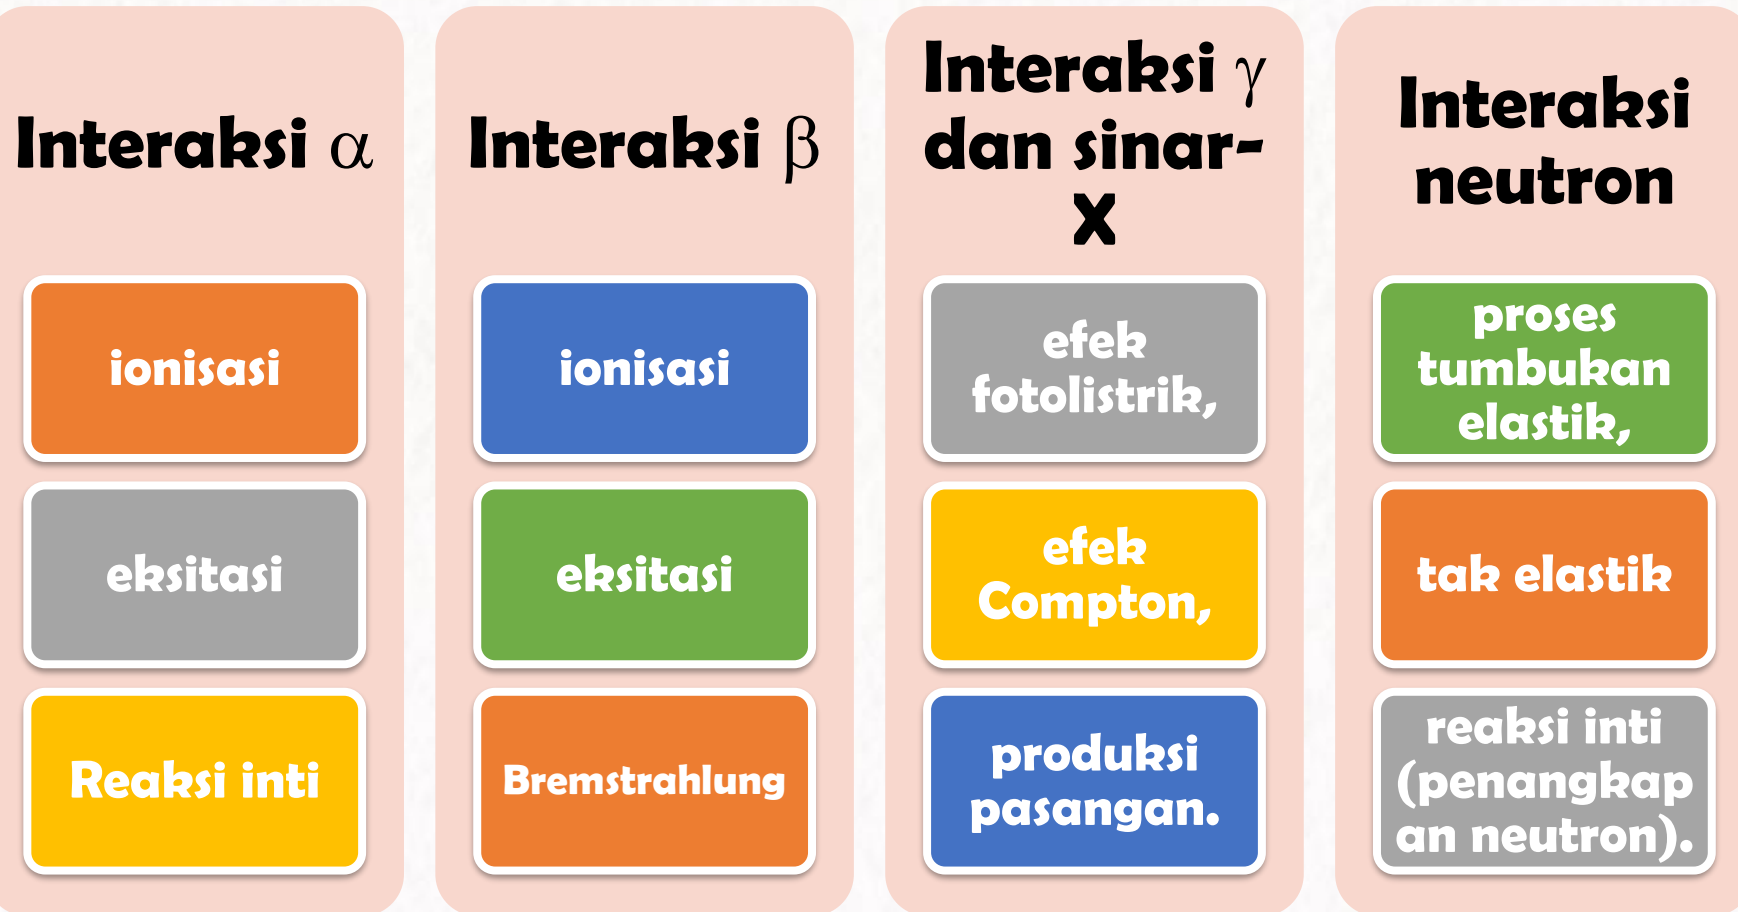 Interaksi α
ionisasi
eksitasi
Reaksi inti
Interaksi β
ionisasi
eksitasi
Bremstrahlung
Interaksi γ
dan sinar-
X
efek
fotolistrik,
efek
Compton,
produksi
pasangan.
Interaksi
neutron
proses
tumbukan
elastik,
tak elastik
reaksi inti
(penangkap
an neutron).